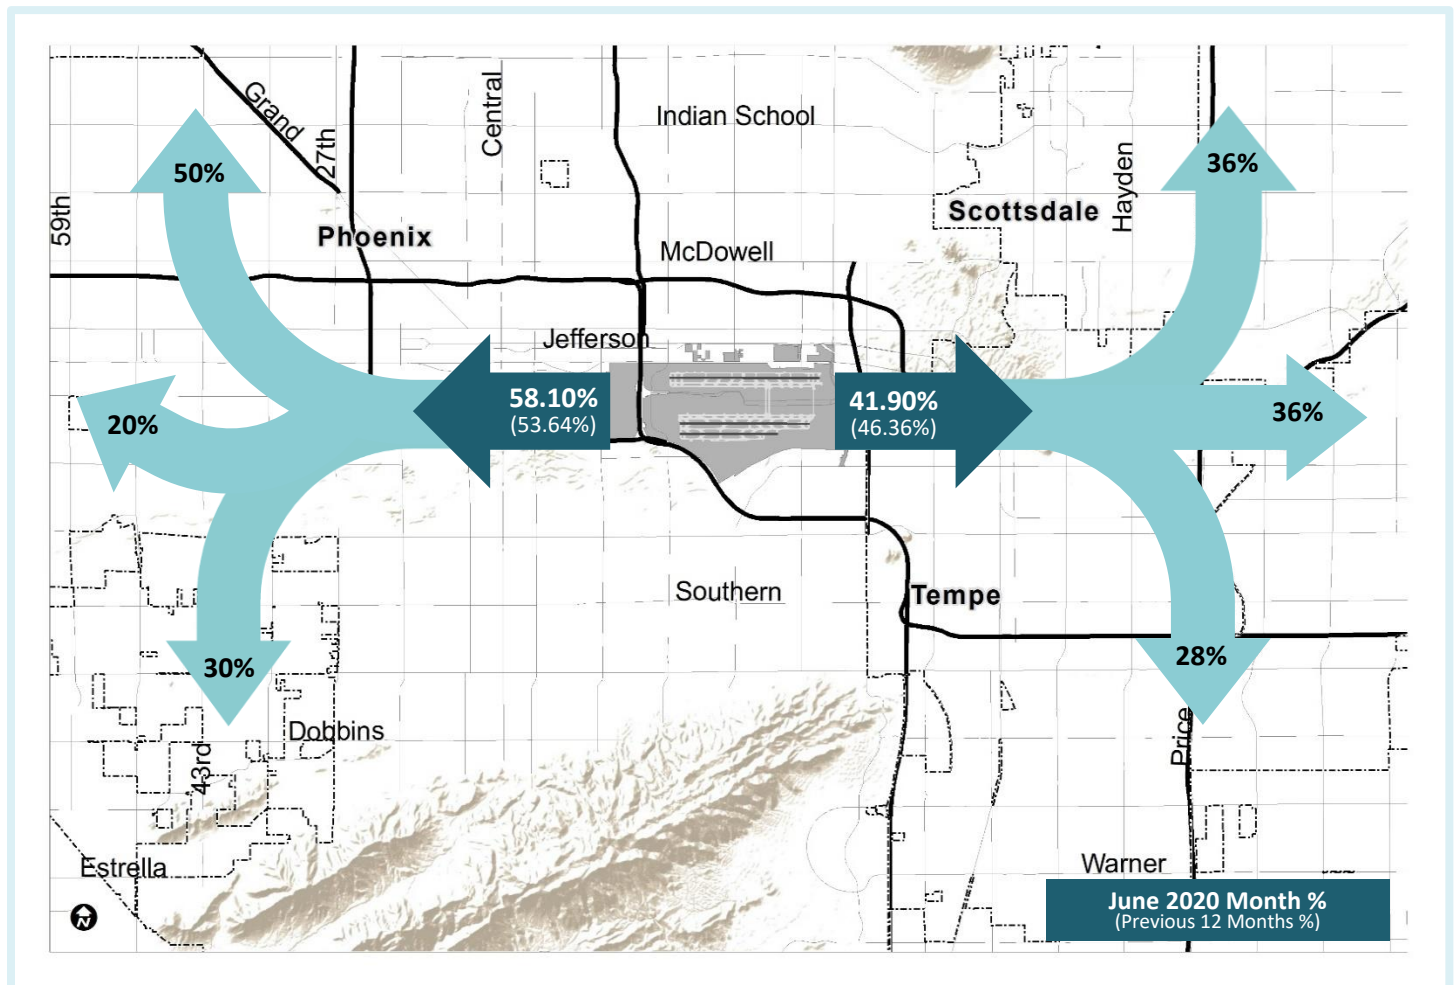 Grand
27th
Central
Indian School
Hayden
50%
36%
59th
Phoenix
Scottsdale
McDowell
Jefferson
58.10%
(53.64%)
41.90%
(46.36%)
20%
36%
Southern
Tempe
30%
28%
Dobbins
43rd
Price
Estrella
Warner
N
June 2020 Month %
(Previous 12 Months %)